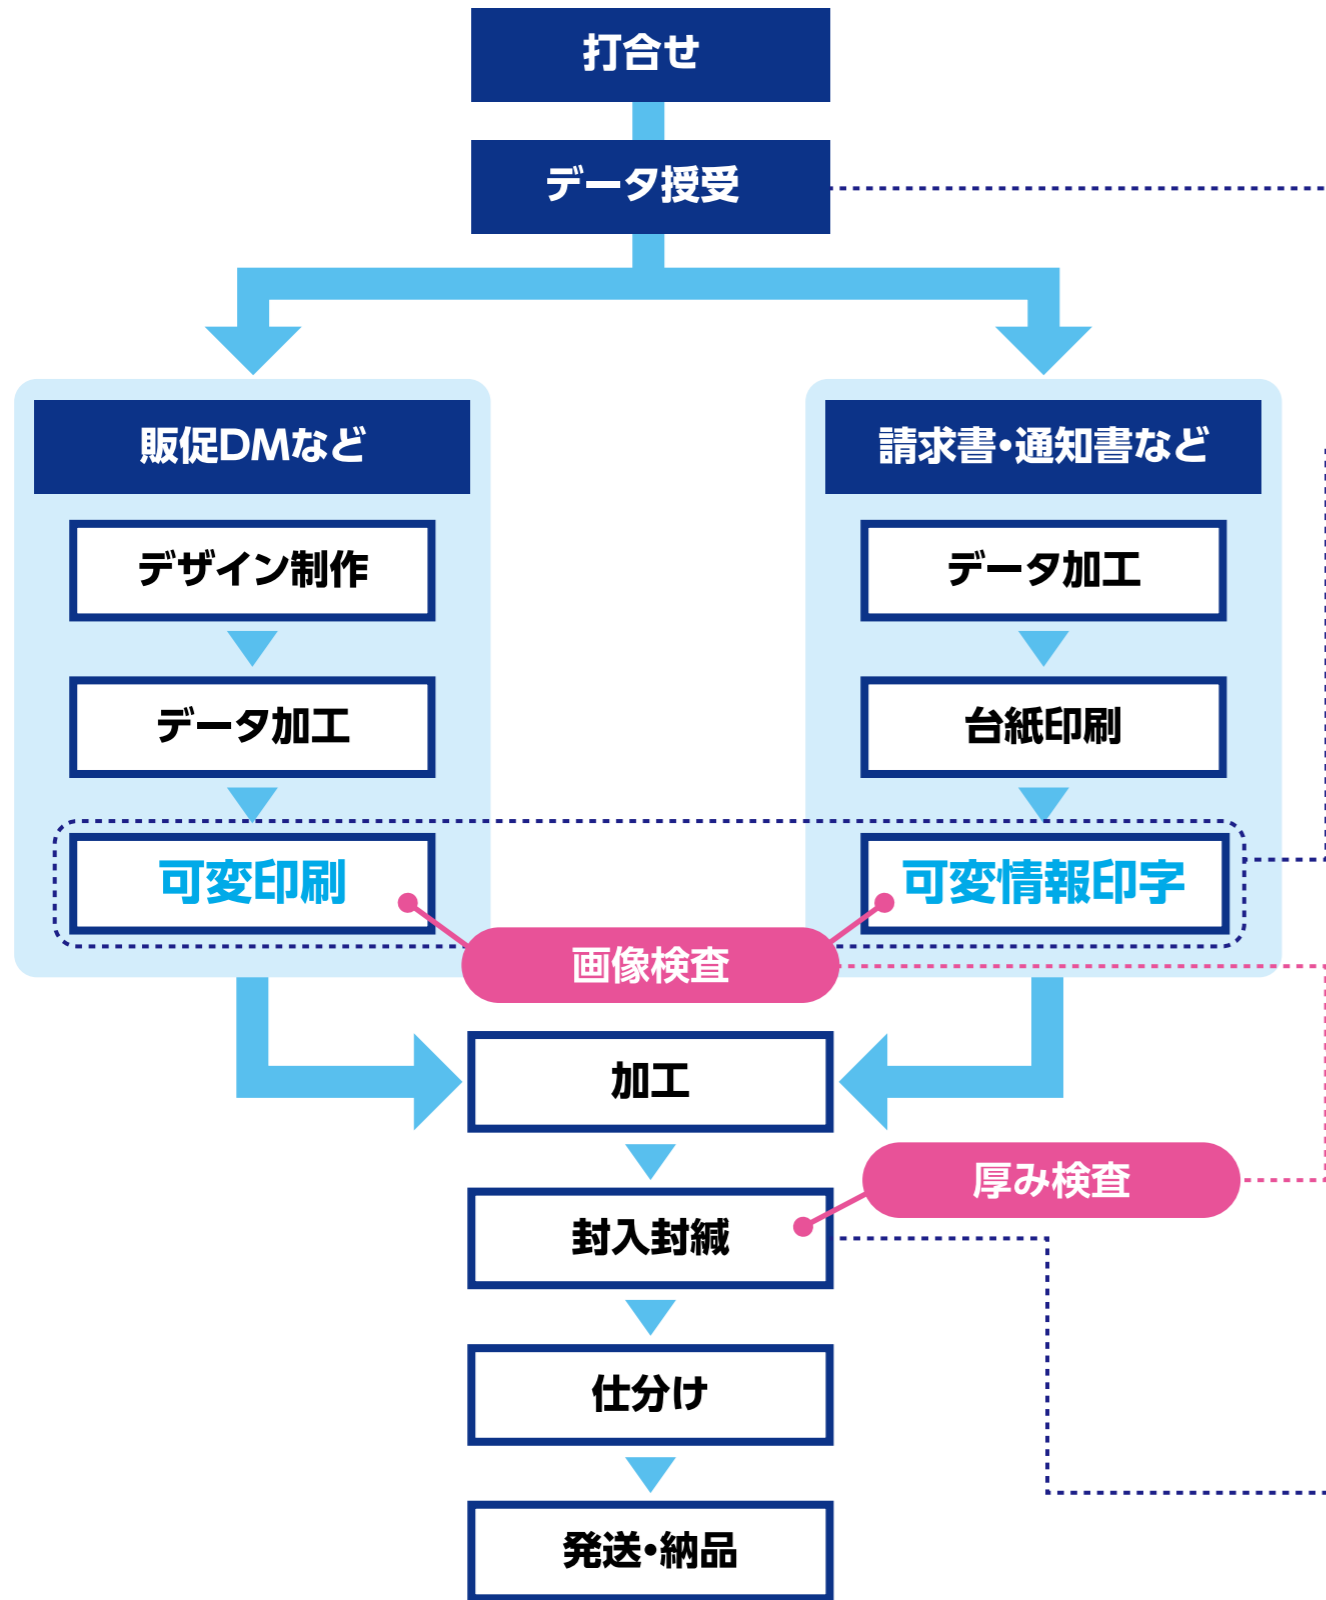 打合せ
データ授受
販促DMなど
デザイン制作
データ加工
可変印刷
請求書・通知書など
データ加工
台紙印刷
可変情報印字
画像検査
加工
厚み検査
封入封緘
仕分け
発送・納品